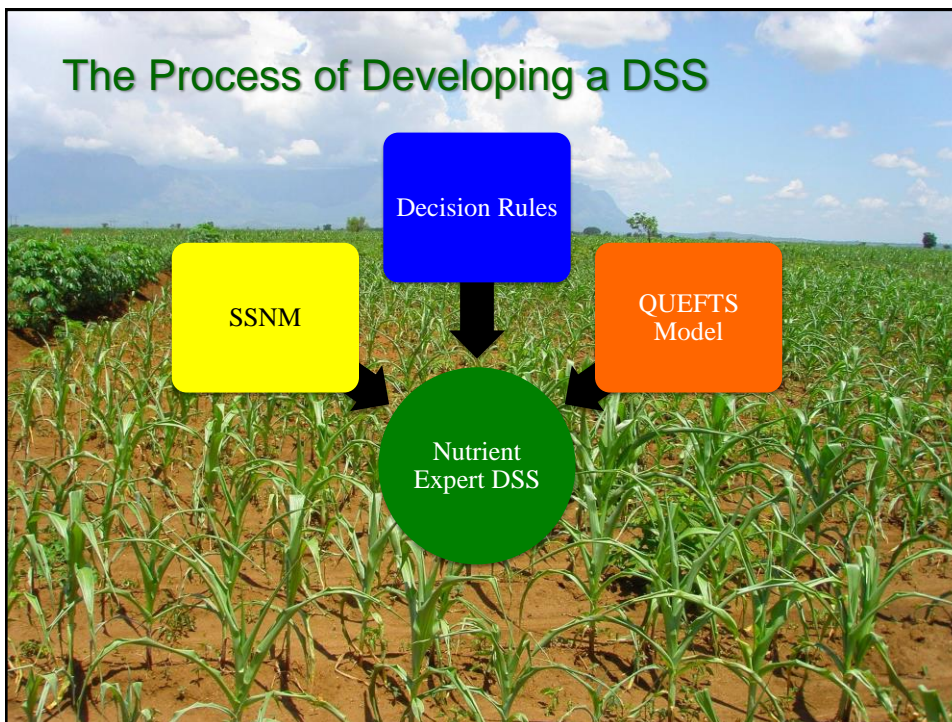 The Process of Developing a DSS
Decision Rules
SSNM
QUEFTS
Model
Nutrient
Expert DSS